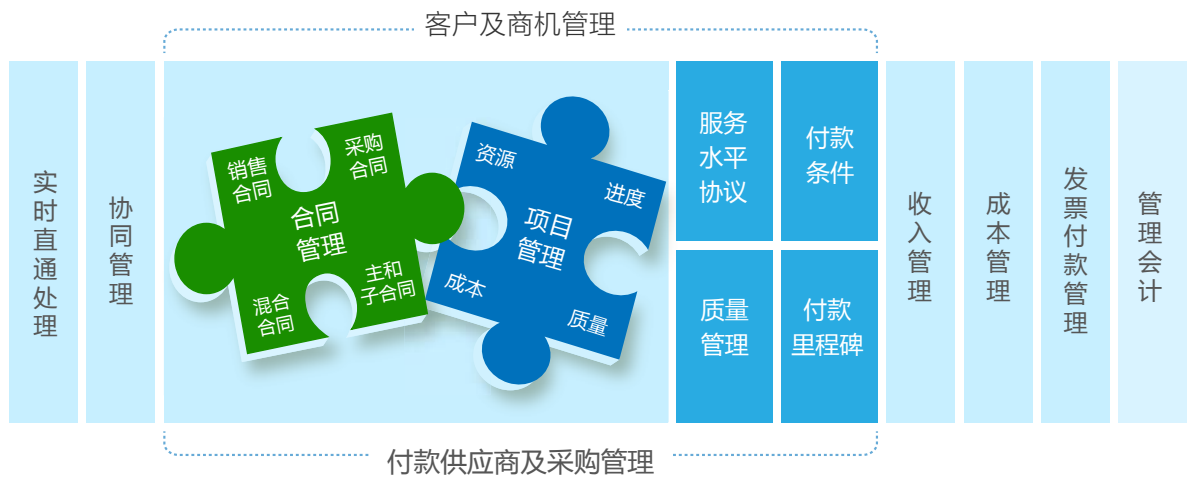 客户及商机管理
实时直通处理
协同管理
销售
合同
采购
合同
合同
管理
混合
合同
主和
子合同
资源
进度
项目
管理
成本
质量
服务
水平
协议
付款
条件
质量
管理
付款
里程碑
收入管理
成本管理
发票付款管理
管理会计
付款供应商及采购管理